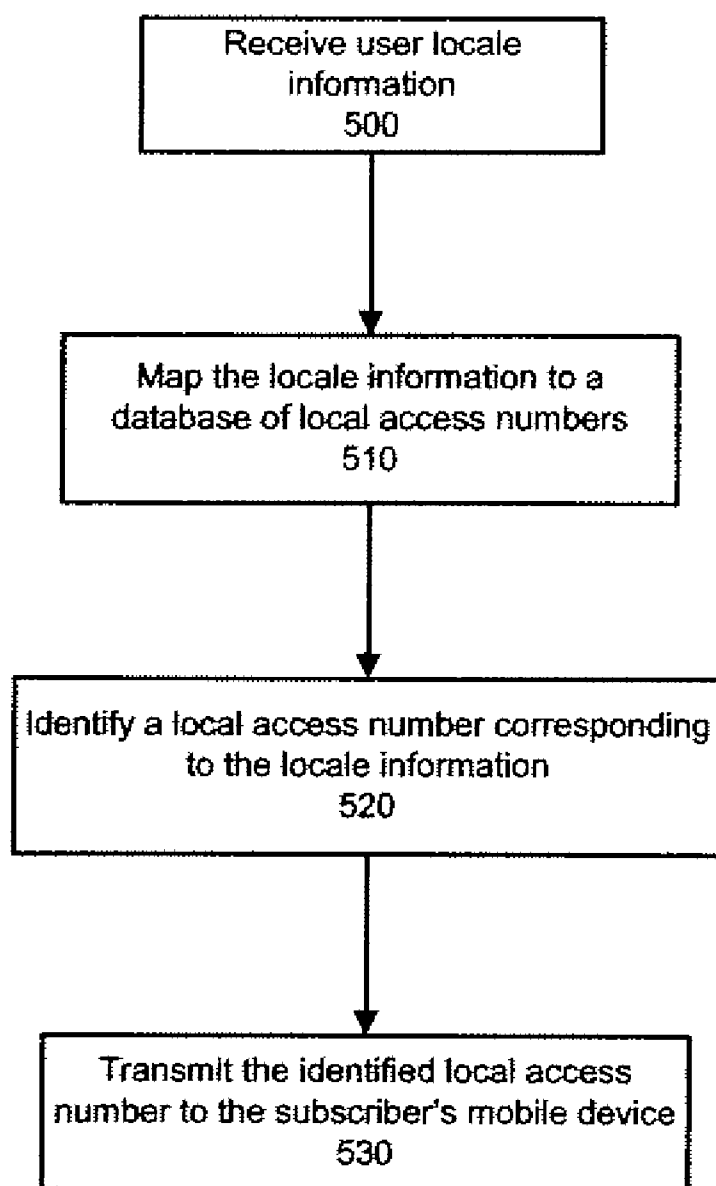 Receive user locale
information
500
Map the locale information to a
database of local access numbers
510
Identify a local access number corresponding
to the locale information
520
Transmit the identified local access
number to the subscriber's mobile device
530